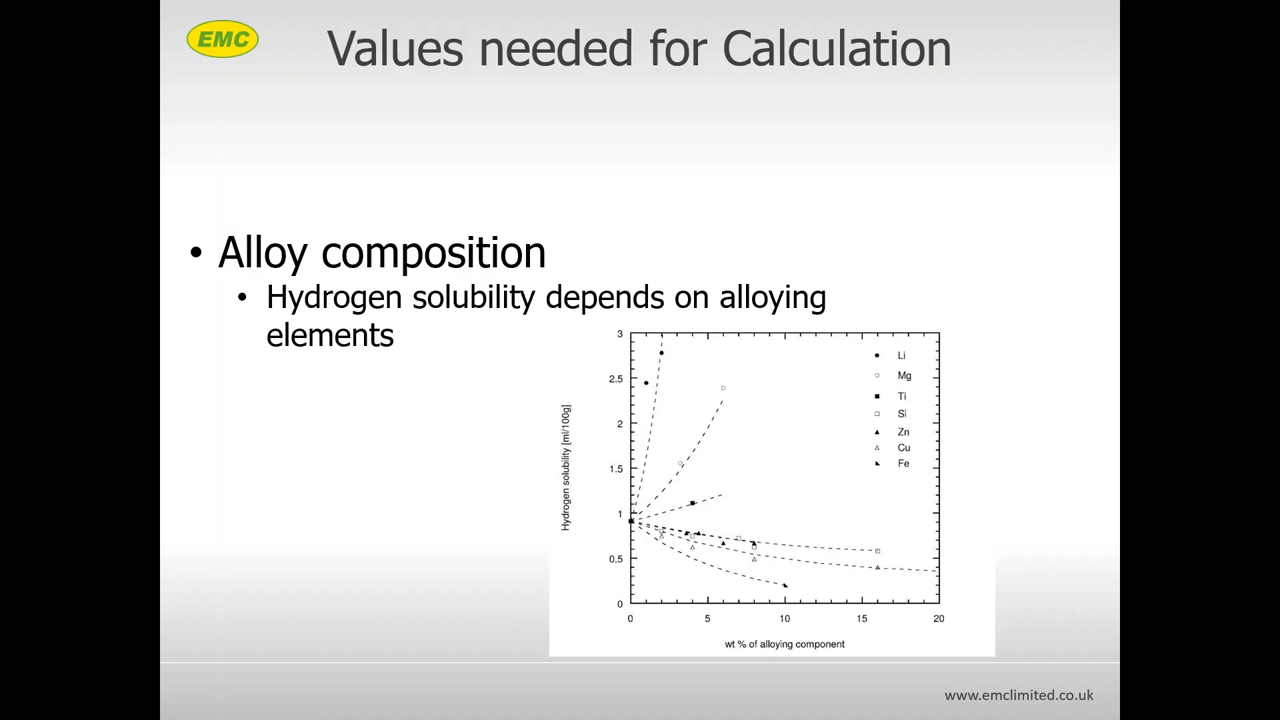 EMC
Values needed for Calculation
• Alloy composition
• Hydrogen solubility depends on alloying
elements
3
2.5
2
1.5
1
0.5
0
Hydrogen solubility [ml/100g]
Li
Mg
Ti
Si
Zn
Cu
Fe
0 5 10 15 20
wt % of alloying component
www.emclimited.co.uk